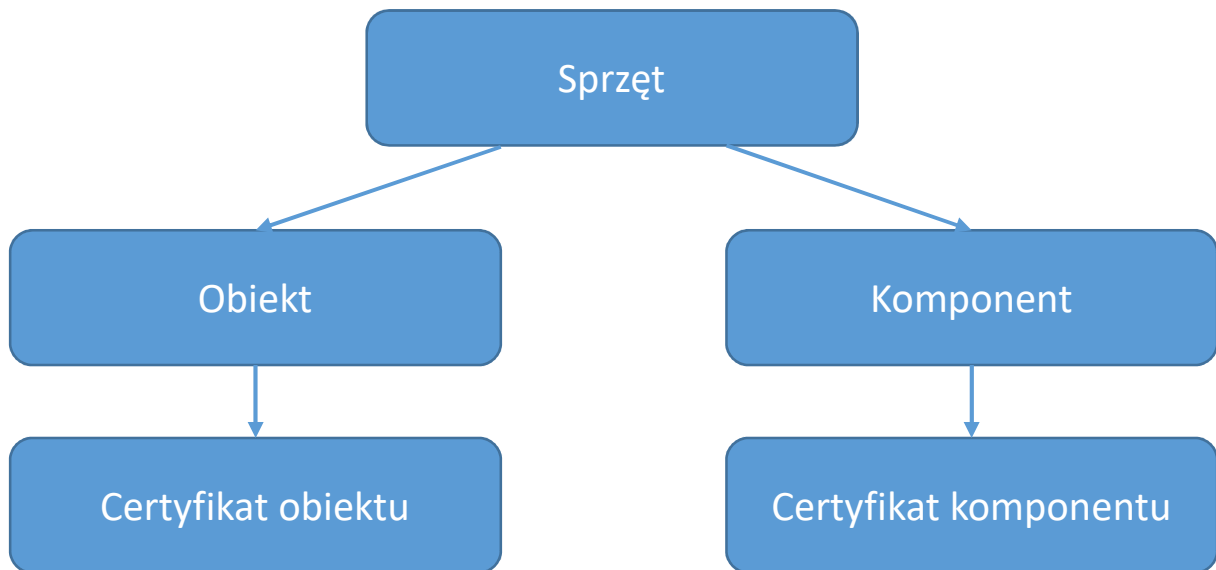 Sprzęt
Obiekt
Komponent
Certyfikat obiektu
Certyfikat komponentu